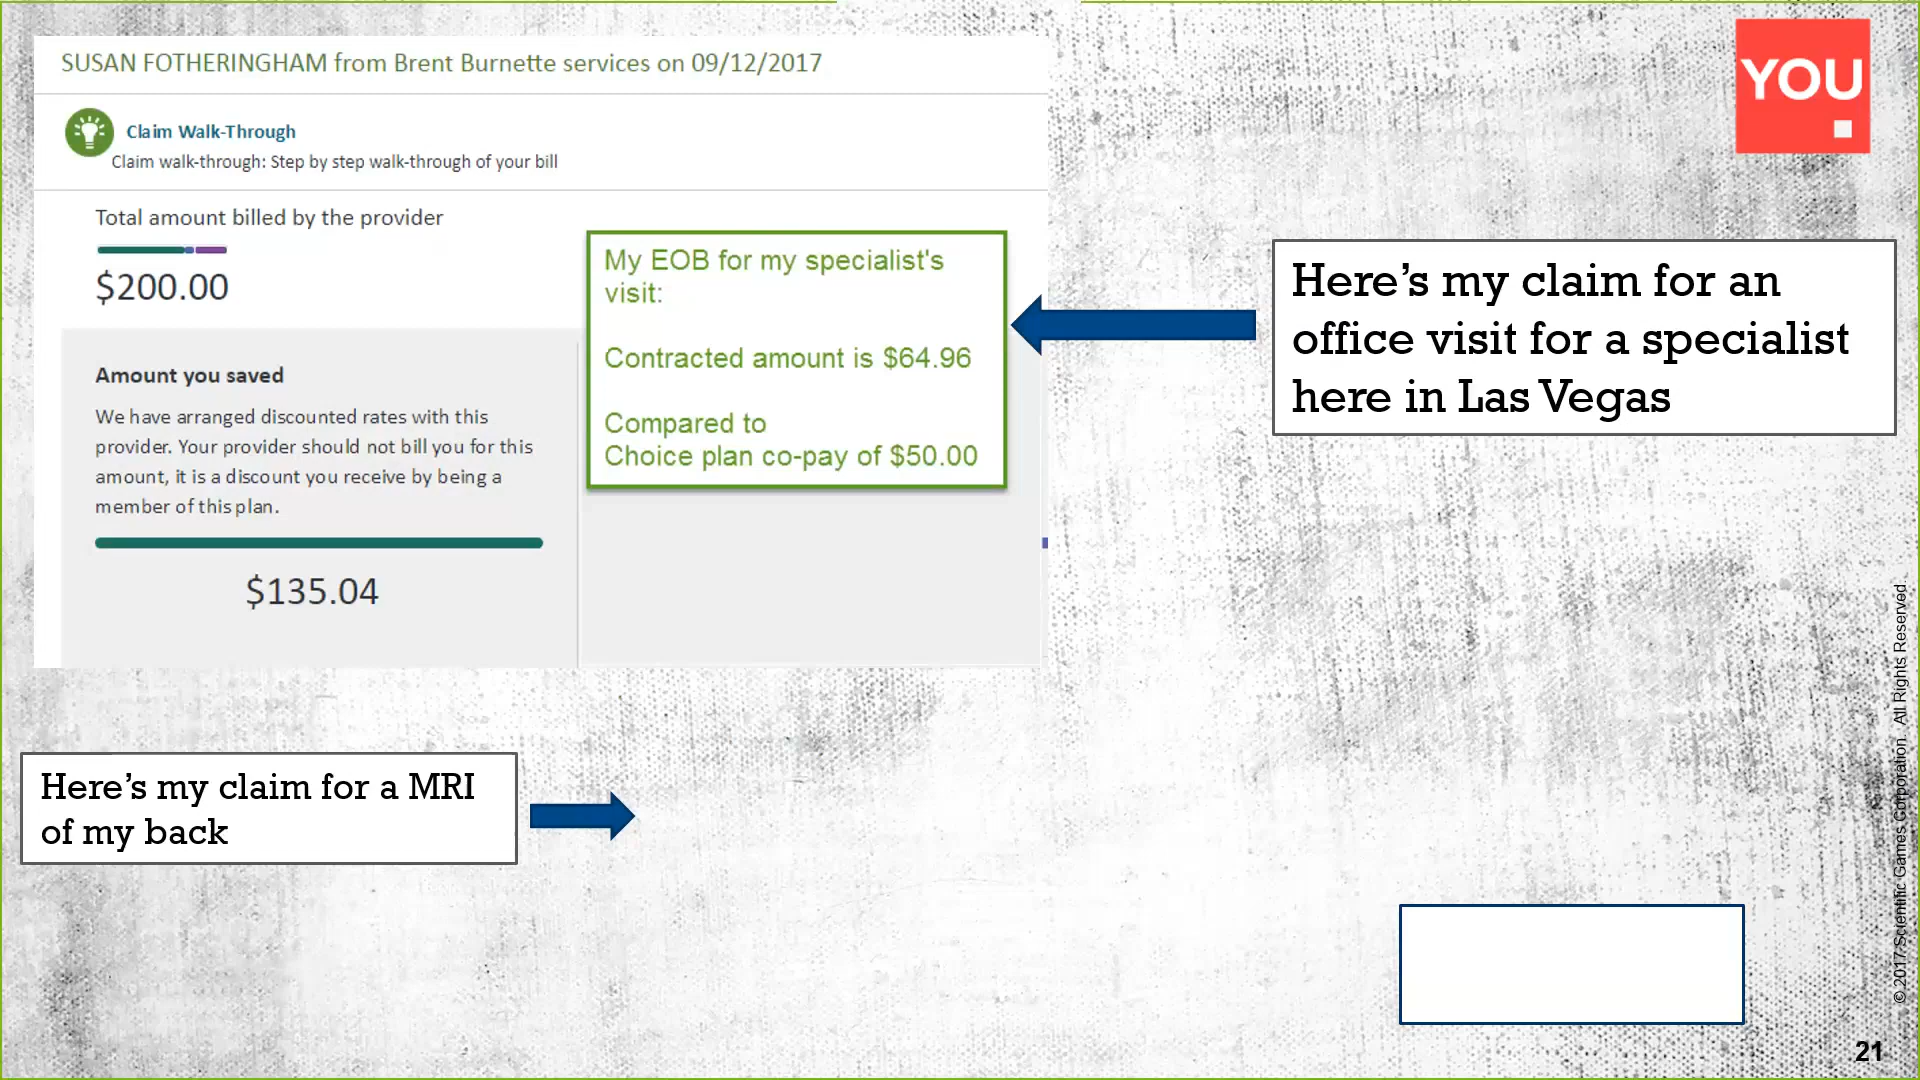 SUSAN FOTHERINGHAM from Brent Burnette services on 09/12/2017
YOU
Claim Walk-Through
Claim walk-through: Step by step walk-through of your bill
Total amount billed by the provider
$200.00
Amount you saved
We have arranged discounted rates with this
provider. Your provider should not bill you for this
amount, it is a discount you receive by being a
member of this plan.
$135.04
My EOB for my specialist's
visit:
Contracted amount is $64.96
Compared to
Choice plan co-pay of $50.00
Here’s my claim for an
office visit for a specialist
here in Las Vegas
Here’s my claim for a MRI
of my back
© 2017 Scientific Games Corporation. All Rights Reserved.
21